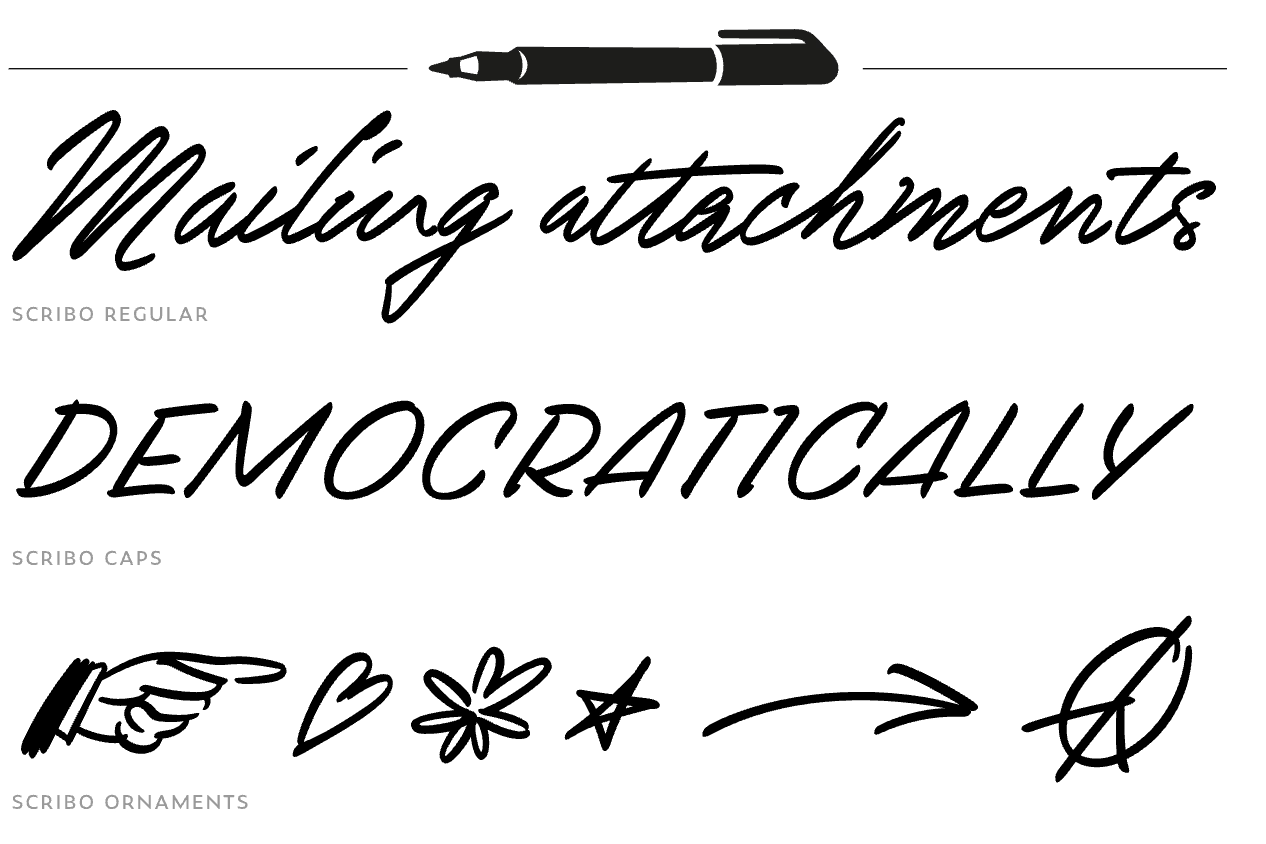 Mailing attachments
SCRIBO REGULAR
DEMOCRATICALLY
SCRIBO CAPS
SCRIBO ORNAMENTS